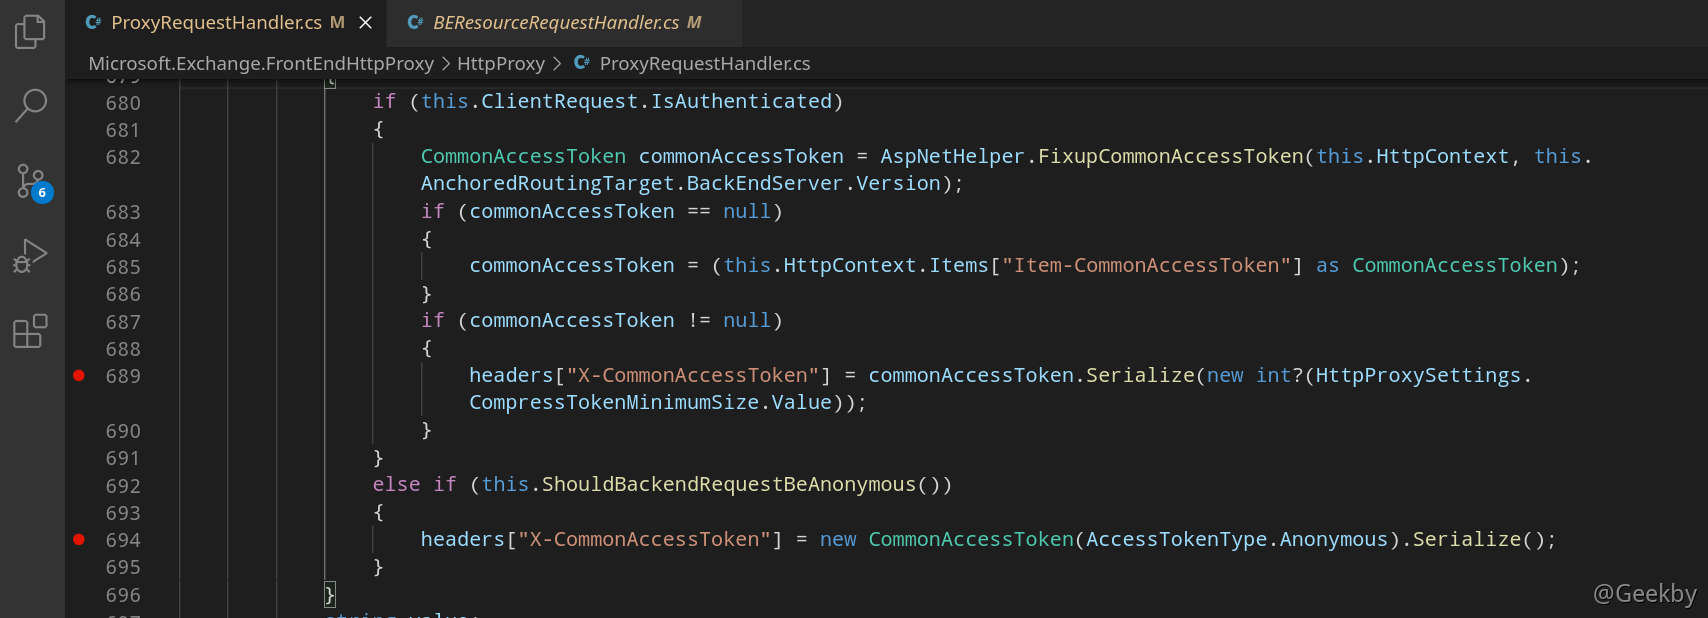 ProxyRequestHandler.cs M × BEResourceRequestHandler.cs M
Microsoft.Exchange.FrontEndHttpProxy > HttpProxy > ProxyRequestHandler.cs
679 {
680 if (this.ClientRequest.IsAuthenticated)
681 {
682 CommonAccessToken commonAccessToken = AspNetHelper.FixupCommonAccessToken(this.HttpContext, this.
AnchoredRoutingTarget.BackEndServer.Version);
683 if (commonAccessToken == null)
684 {
685 commonAccessToken = (this.HttpContext.Items["Item-CommonAccessToken"] as CommonAccessToken);
686 }
687 if (commonAccessToken != null)
688 {
689 headers["X-CommonAccessToken"] = commonAccessToken.Serialize(new int?(HttpProxySettings.
CompressTokenMinimumSize.Value));
690 }
691 }
692 else if (this.ShouldBackendRequestBeAnonymous())
693 {
694 headers["X-CommonAccessToken"] = new CommonAccessToken(AccessTokenType.Anonymous).Serialize();
695 }
696 }
697 string value;
6
@Geekby